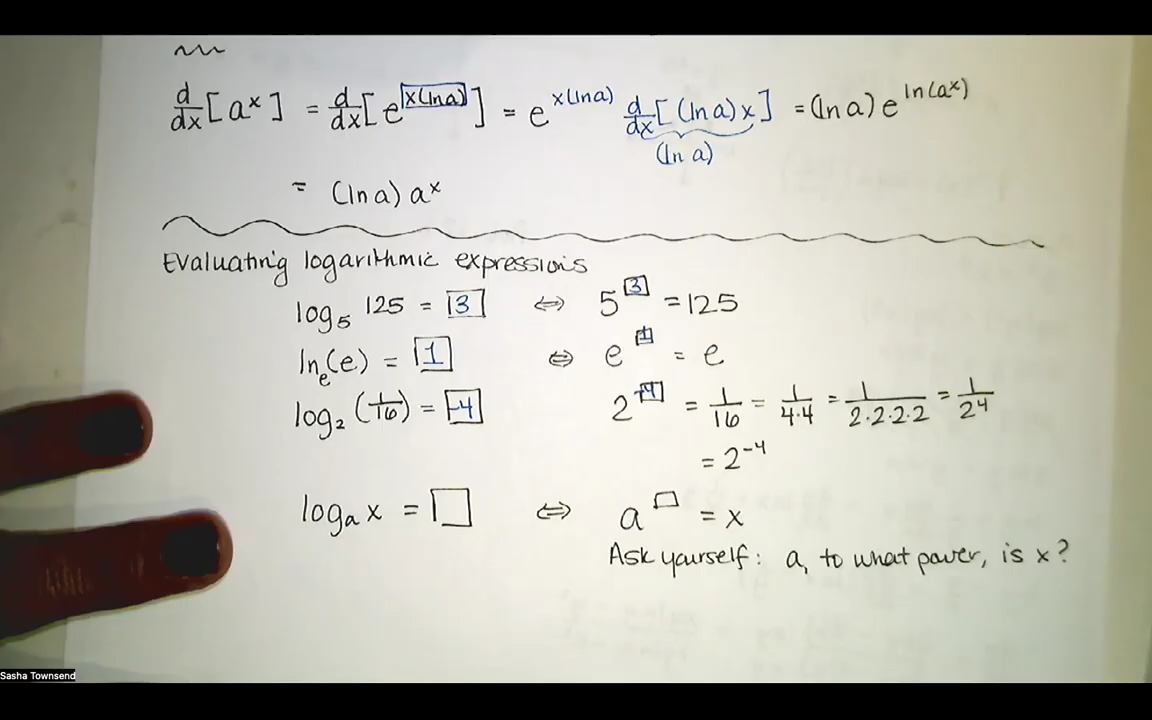 d/dx [a^x] = d/dx [e^(x(ln a))] = e^(x(ln a)) d/dx [(ln a) x] = (ln a) e^(ln(a^x))
(ln a)
= (ln a) a^x
Evaluating logarithmic expressions
log_5 125 = 3 ⇔ 5^3 = 125
ln_e(e) = 1 ⇔ e^1 = e
log_2 (1/16) = -4 2^-4 = 1/16 = 1/4·4 = 1/2·2·2·2 = 1/2^4
= 2^-4
log_a x = □ ⇔ a^□ = x
Ask yourself: a, to what power, is x?
Sasha Townsend